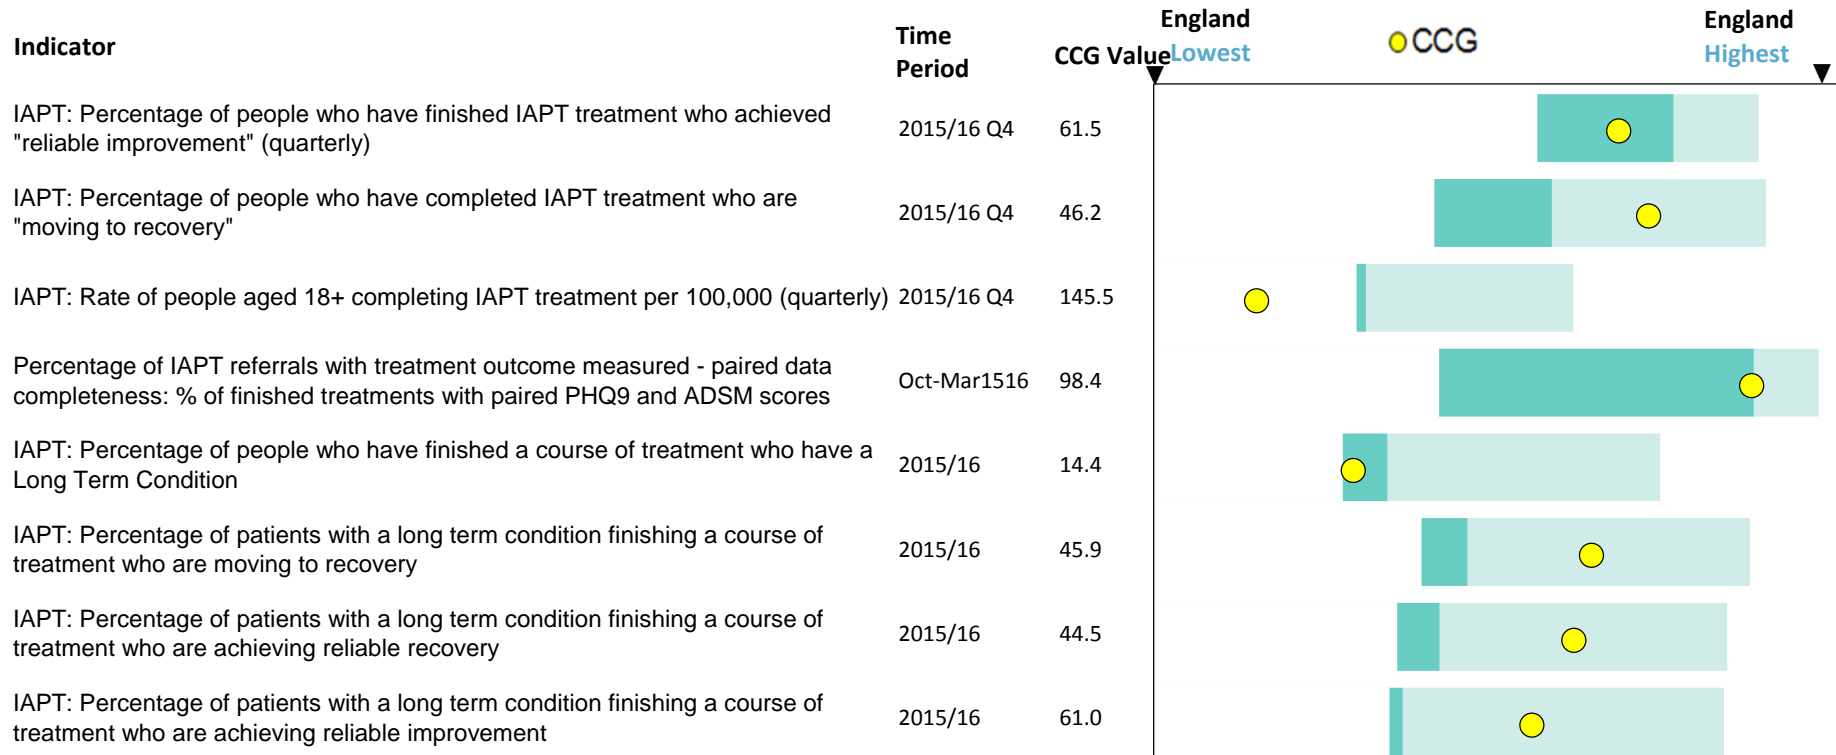 Indicator
Time
Period
CCG Value
England
Lowest
CCG
England
Highest
IAPT: Percentage of people who have finished IAPT treatment who achieved
"reliable improvement" (quarterly)
2015/16 Q4
61.5
IAPT: Percentage of people who have completed IAPT treatment who are
"moving to recovery"
2015/16 Q4
46.2
IAPT: Rate of people aged 18+ completing IAPT treatment per 100,000 (quarterly)
2015/16 Q4
145.5
Percentage of IAPT referrals with treatment outcome measured - paired data
completeness: % of finished treatments with paired PHQ9 and ADSM scores
Oct-Mar1516
98.4
IAPT: Percentage of people who have finished a course of treatment who have a
Long Term Condition
2015/16
14.4
IAPT: Percentage of patients with a long term condition finishing a course of
treatment who are moving to recovery
2015/16
45.9
IAPT: Percentage of patients with a long term condition finishing a course of
treatment who are achieving reliable recovery
2015/16
44.5
IAPT: Percentage of patients with a long term condition finishing a course of
treatment who are achieving reliable improvement
2015/16
61.0